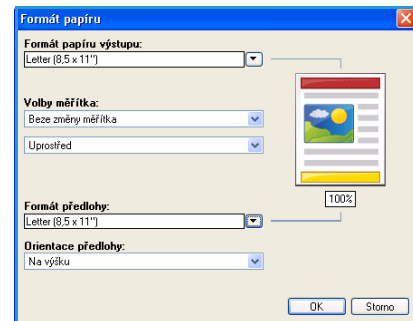 Formát papíru
Formát papíru výstupu:
Letter (8,5 x 11")
Volby měřítka:
Beze změny měřítka
Uprostřed
100%
Formát předlohy:
Letter (8,5 x 11")
Orientace předlohy:
Na výšku
OK Storno